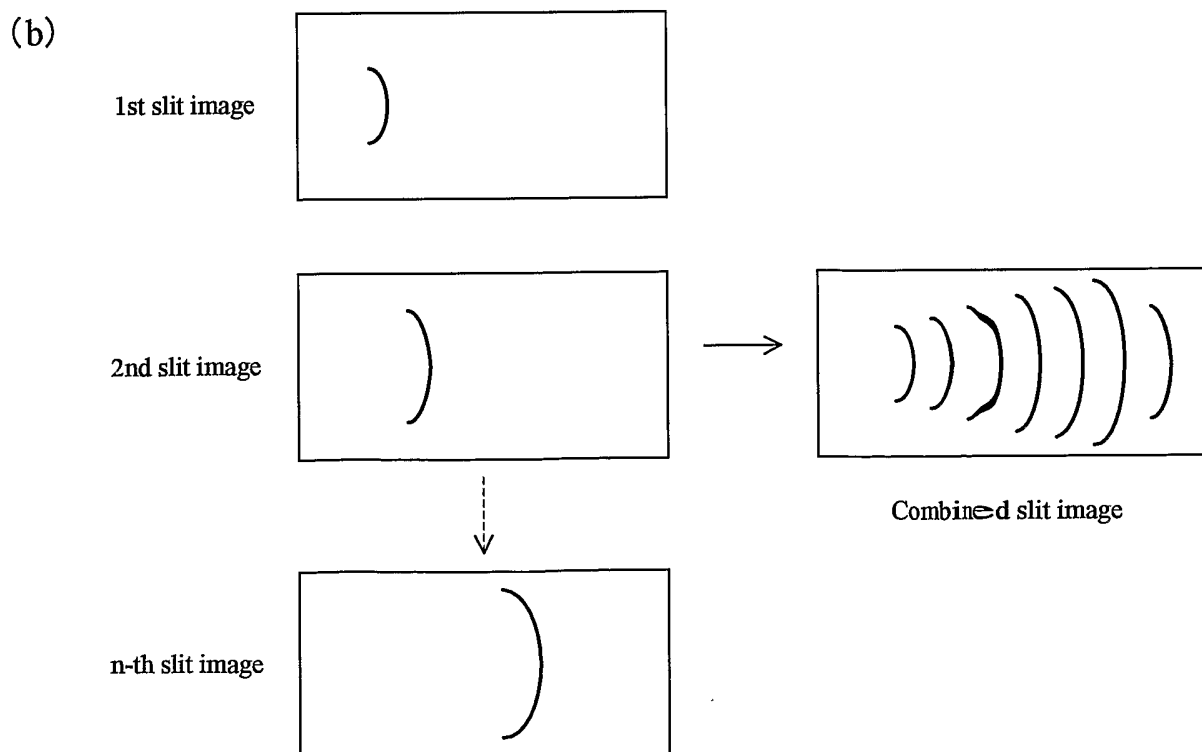 (b)
1st slit image
2nd slit image
Combined slit image
n-th slit image